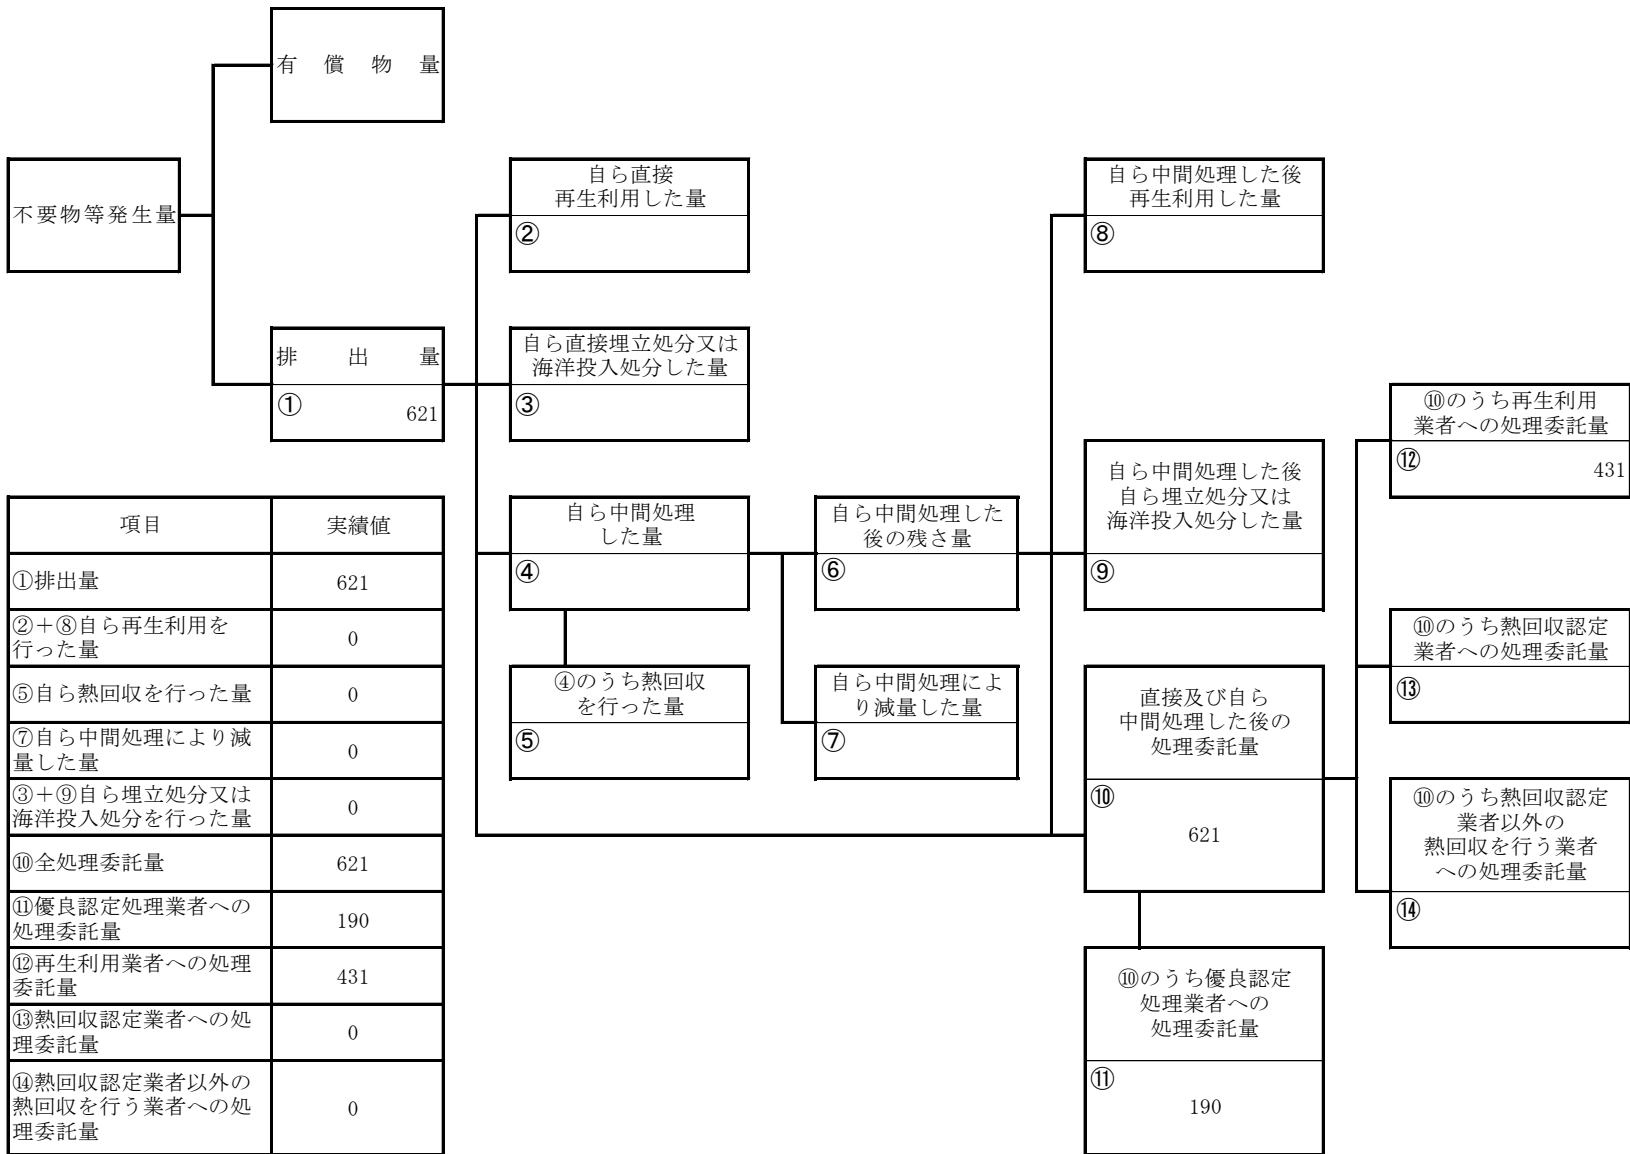 有償物量
不要物等発生量
排出量
① 621
自ら直接
再生利用した量
②
自ら直接埋立処分又は
海洋投入処分した量
③
自ら中間処理
した量
④
④のうち熱回収
を行った量
⑤
自ら中間処理した
後の残さ量
⑥
自ら中間処理によ
り減量した量
⑦
自ら中間処理した後
再生利用した量
⑧
自ら中間処理した後
自ら埋立処分又は
海洋投入処分した量
⑨
直接及び自ら
中間処理した後の
処理委託量
⑩
621
⑩のうち優良認定
処理業者への
処理委託量
⑪
190
⑩のうち再生利用
業者への処理委託量
⑫ 431
⑩のうち熱回収認定
業者への処理委託量
⑬
⑩のうち熱回収認定
業者以外の
熱回収を行う業者
への処理委託量
⑭
項目 実績値
①排出量 621
②+⑧自ら再生利用を
行った量 0
⑤自ら熱回収を行った量 0
⑦自ら中間処理により減
量した量 0
③+⑨自ら埋立処分又は
海洋投入処分を行った量 0
⑩全処理委託量 621
⑪優良認定処理業者への
処理委託量 190
⑫再生利用業者への処理
委託量 431
⑬熱回収認定業者への処
理委託量 0
⑭熱回収認定業者以外の
熱回収を行う業者への処 0
理委託量